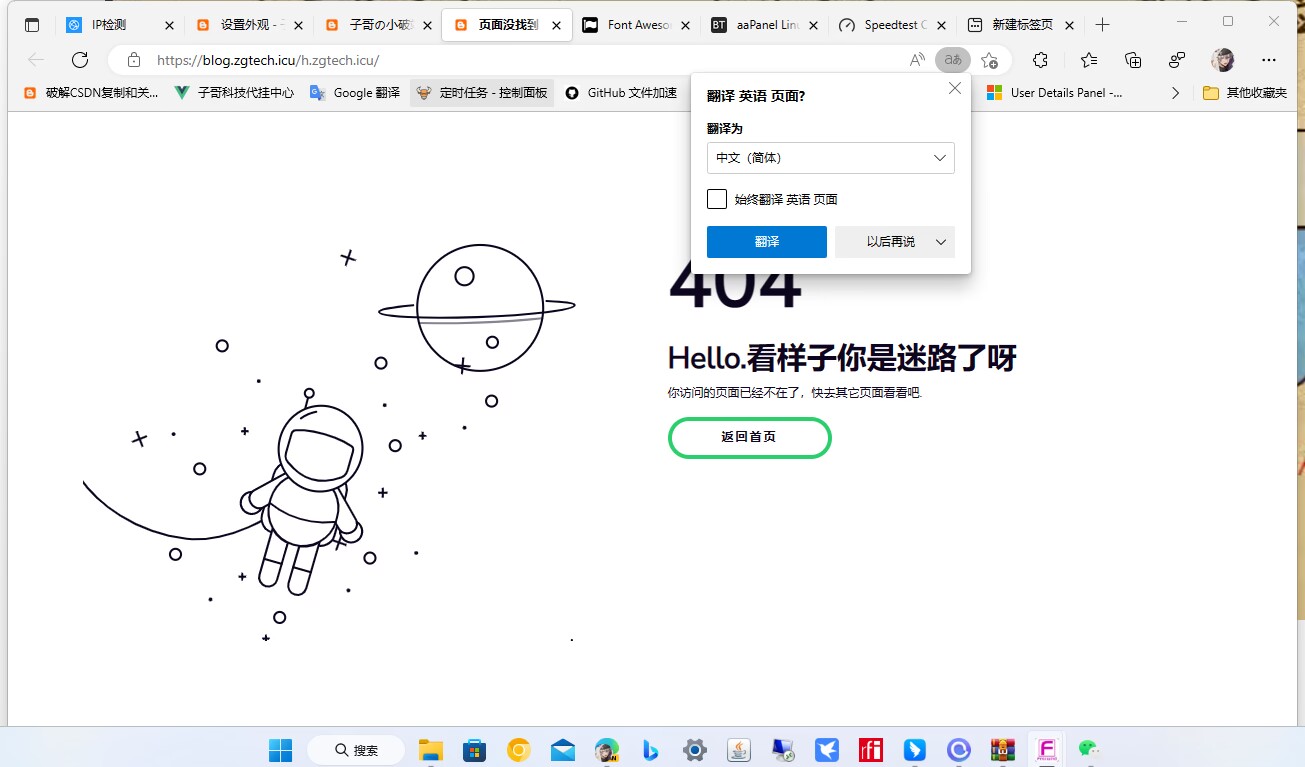 IP检测
设置外观 -
子哥の小破
页面没找到
Font Aweso
BT
aaPanel Linu
Speedtest
新建标签页
https://blog.zgtech.icu/h.zgtech.icu/
破解CSDN复制和关...
子哥科技代挂中心
Google 翻译
定时任务 - 控制面板
GitHub 文件加速
User Details Panel -...
其他收藏夹
翻译 英语 页面?
翻译为
中文（简体）
始终翻译 英语 页面
翻译
以后再说
404
Hello.看样子你是迷路了呀
你访问的页面已经不在了，快去其它页面看看吧.
返回首页
搜索